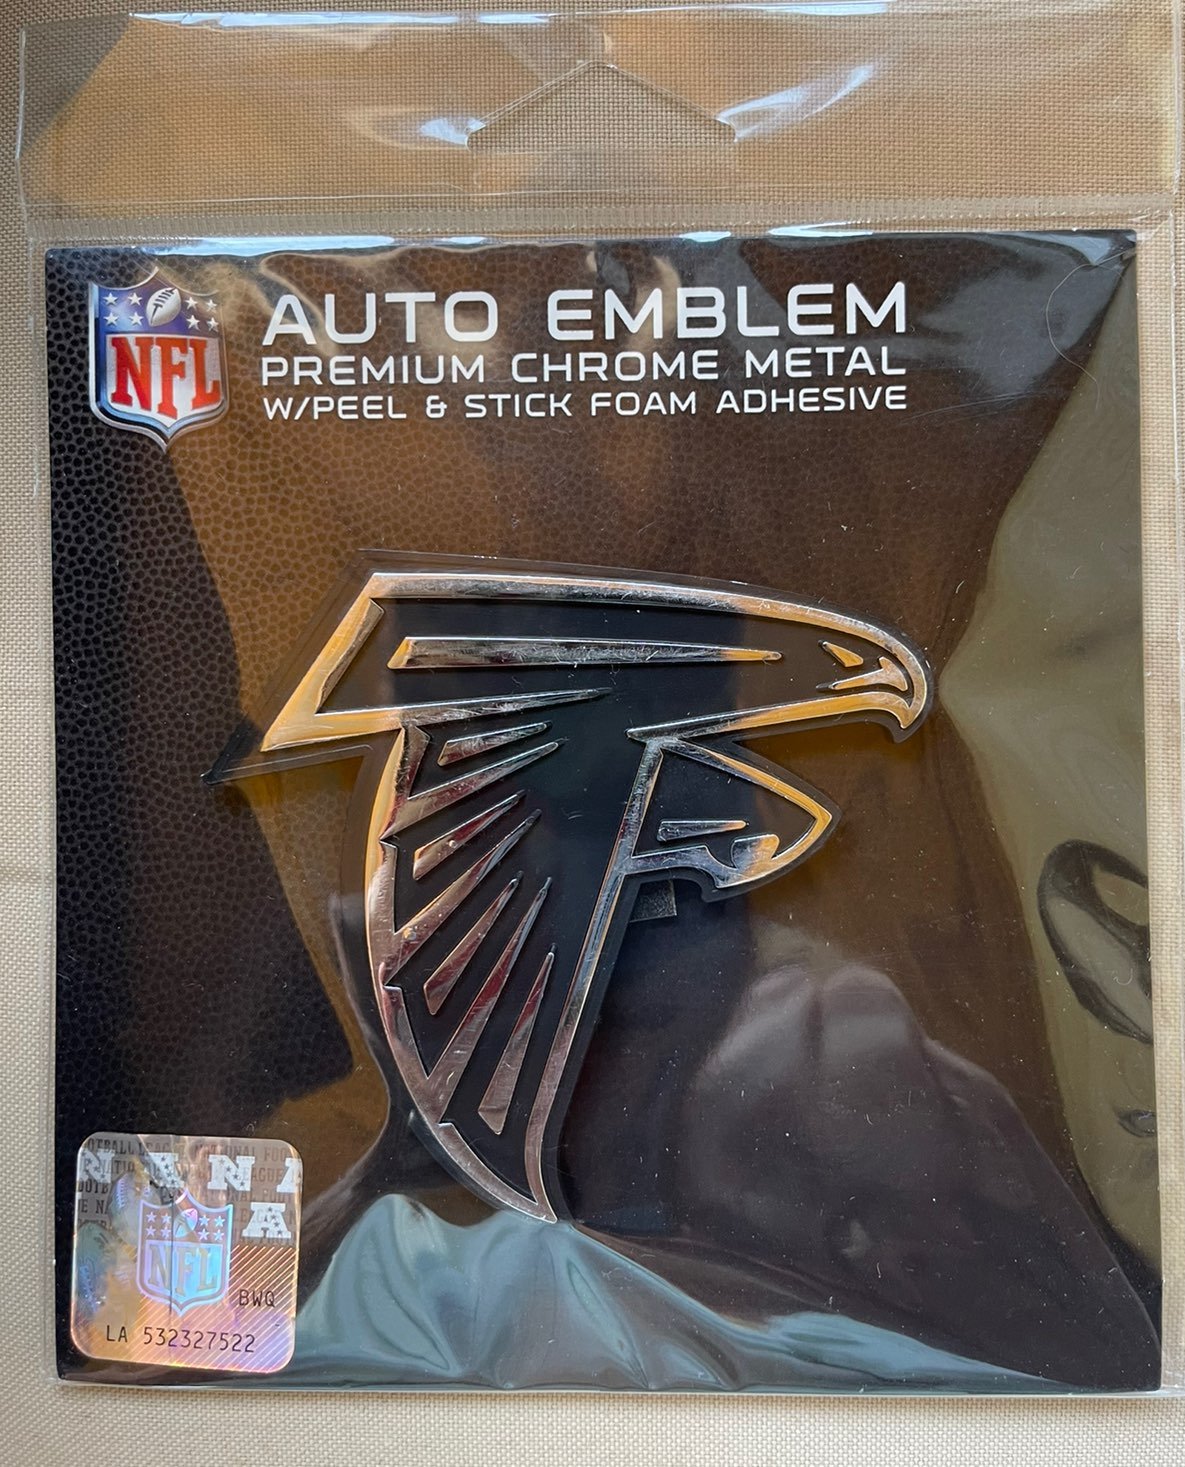 NFL
AUTO EMBLEM
PREMIUM CHROME METAL
W/PEEL & STICK FOAM ADHESIVE
NFL
BWQ
LA 532327522